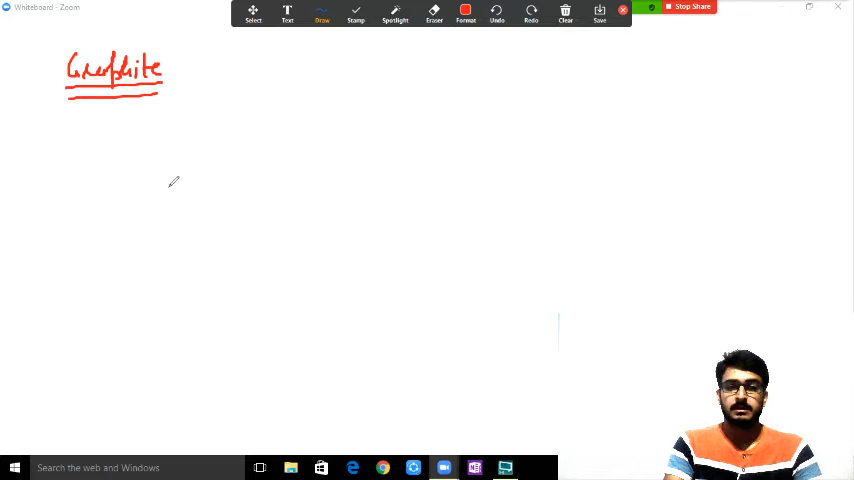 Whiteboard - Zoom
Select Text Draw Stamp Spotlight Eraser Format Undo Redo Clear Save Stop Share
Graphite
Search the web and Windows